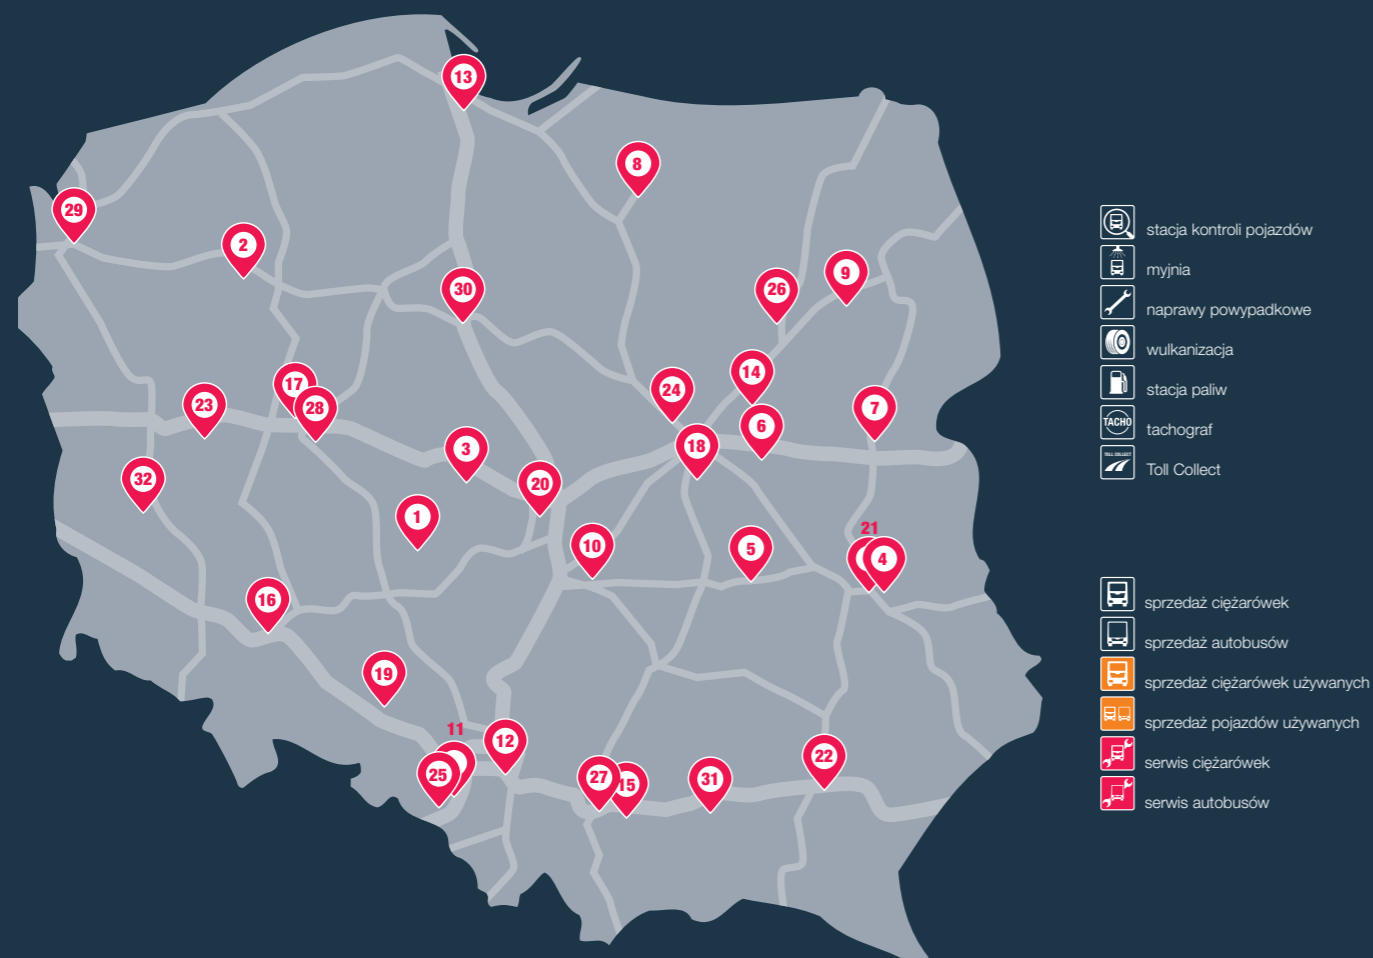 13
8
29
2
9
26
30
14
17
24
23
28
7
6
18
3
32
20
1
21
10
5
4
16
19
11
12
22
25
27
15
31
stacja kontroli pojazdów
myjnia
naprawy powypadkowe
wulkanizacja
stacja paliw
TACHO
tachograf
TOLL COLLECT
Toll Collect
sprzedaż ciężarówek
sprzedaż autobusów
sprzedaż ciężarówek używanych
sprzedaż pojazdów używanych
serwis ciężarówek
serwis autobusów